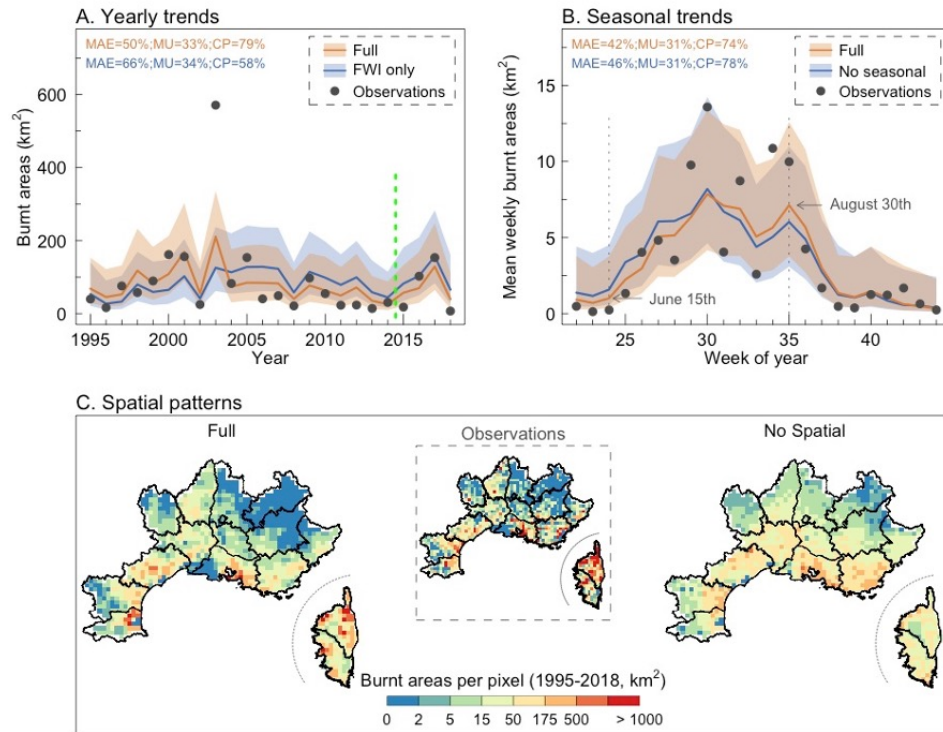 A. Yearly trends
MAE=50%;MU=33%;CP=79%
MAE=66%;MU=34%;CP=58%
Full
FWI only
Observations
Burnt areas (km²)
600
400
200
0
1995
2000
2005
2010
2015
Year
B. Seasonal trends
MAE=42%;MU=31%;CP=74%
MAE=46%;MU=31%;CP=78%
Full
No seasonal
Observations
Mean weekly burnt areas (km²)
15
10
5
0
August 30th
June 15th
25
30
35
40
Week of year
C. Spatial patterns
Full
Observations
No Spatial
Burnt areas per pixel (1995-2018, km²)
0 2 5 15 50 175 500 > 1000